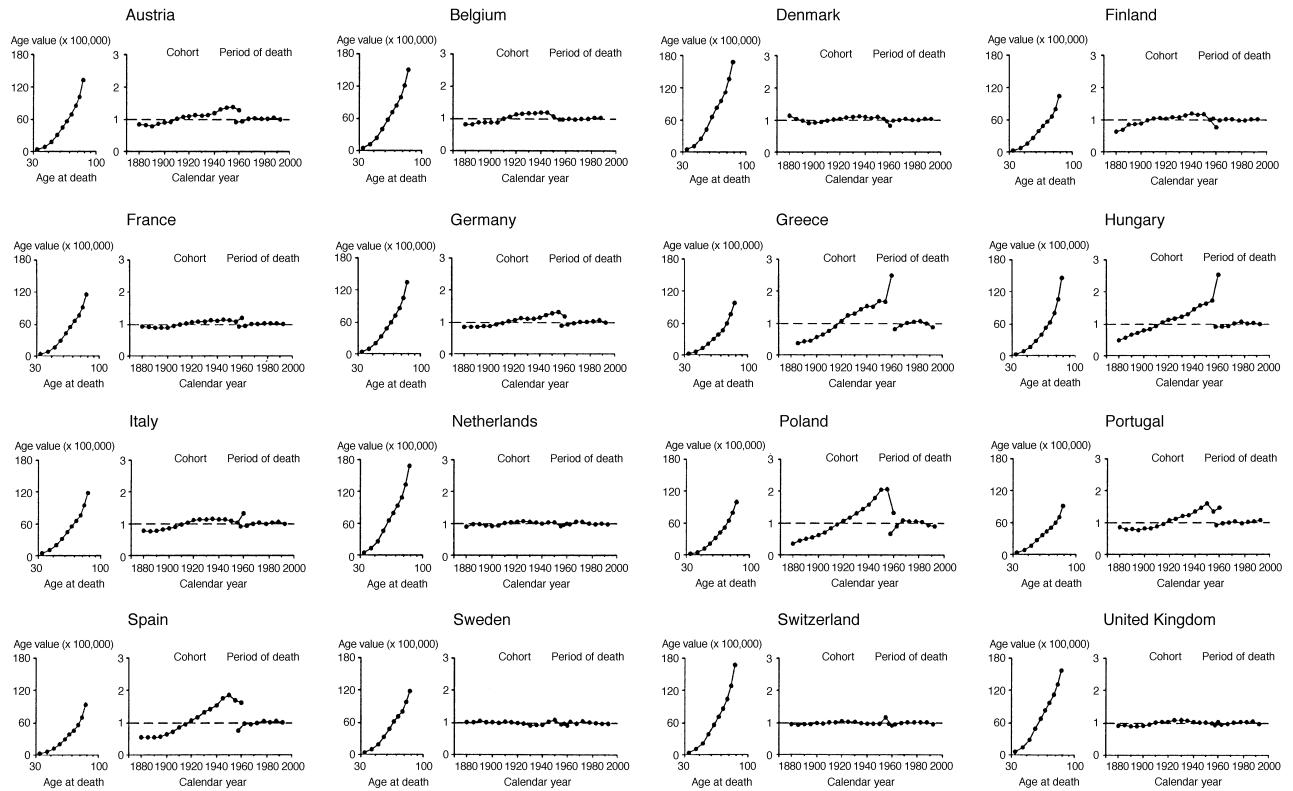 Austria Belgium Denmark Finland
Age value (x 100,000) Cohort Period of death Age value (x 100,000) Cohort Period of death Age value (x 100,000) Cohort Period of death Age value (x 100,000) Cohort Period of death
180 3 180 3 180 3 180 3
120 2 120 2 120 2 120 2
60 1 60 1 60 1 60 1
0 0 0 0 0 0 0 0
30 100 1880 1900 1920 1940 1960 1980 2000 30 100 1880 1900 1920 1940 1960 1980 2000 30 100 1880 1900 1920 1940 1960 1980 2000 30 100 1880 1900 1920 1940 1960 1980 2000
Age at death Calendar year Age at death Calendar year Age at death Calendar year Age at death Calendar year
France Germany Greece Hungary
Age value (x 100,000) Cohort Period of death Age value (x 100,000) Cohort Period of death Age value (x 100,000) Cohort Period of death Age value (x 100,000) Cohort Period of death
180 3 180 3 180 3 180 3
120 2 120 2 120 2 120 2
60 1 60 1 60 1 60 1
0 0 0 0 0 0 0 0
30 100 1880 1900 1920 1940 1960 1980 2000 30 100 1880 1900 1920 1940 1960 1980 2000 30 100 1880 1900 1920 1940 1960 1980 2000 30 100 1880 1900 1920 1940 1960 1980 2000
Age at death Calendar year Age at death Calendar year Age at death Calendar year Age at death Calendar year
Italy Netherlands Poland Portugal
Age value (x 100,000) Cohort Period of death Age value (x 100,000) Cohort Period of death Age value (x 100,000) Cohort Period of death Age value (x 100,000) Cohort Period of death
180 3 180 3 180 3 180 3
120 2 120 2 120 2 120 2
60 1 60 1 60 1 60 1
0 0 0 0 0 0 0 0
30 100 1880 1900 1920 1940 1960 1980 2000 30 100 1880 1900 1920 1940 1960 1980 2000 30 100 1880 1900 1920 1940 1960 1980 2000 30 100 1880 1900 1920 1940 1960 1980 2000
Age at death Calendar year Age at death Calendar year Age at death Calendar year Age at death Calendar year
Spain Sweden Switzerland United Kingdom
Age value (x 100,000) Cohort Period of death Age value (x 100,000) Cohort Period of death Age value (x 100,000) Cohort Period of death Age value (x 100,000) Cohort Period of death
180 3 180 3 180 3 180 3
120 2 120 2 120 2 120 2
60 1 60 1 60 1 60 1
0 0 0 0 0 0 0 0
30 100 1880 1900 1920 1940 1960 1980 2000 30 100 1880 1900 1920 1940 1960 1980 2000 30 100 1880 1900 1920 1940 1960 1980 2000 30 100 1880 1900 1920 1940 1960 1980 2000
Age at death Calendar year Age at death Calendar year Age at death Calendar year Age at death Calendar year